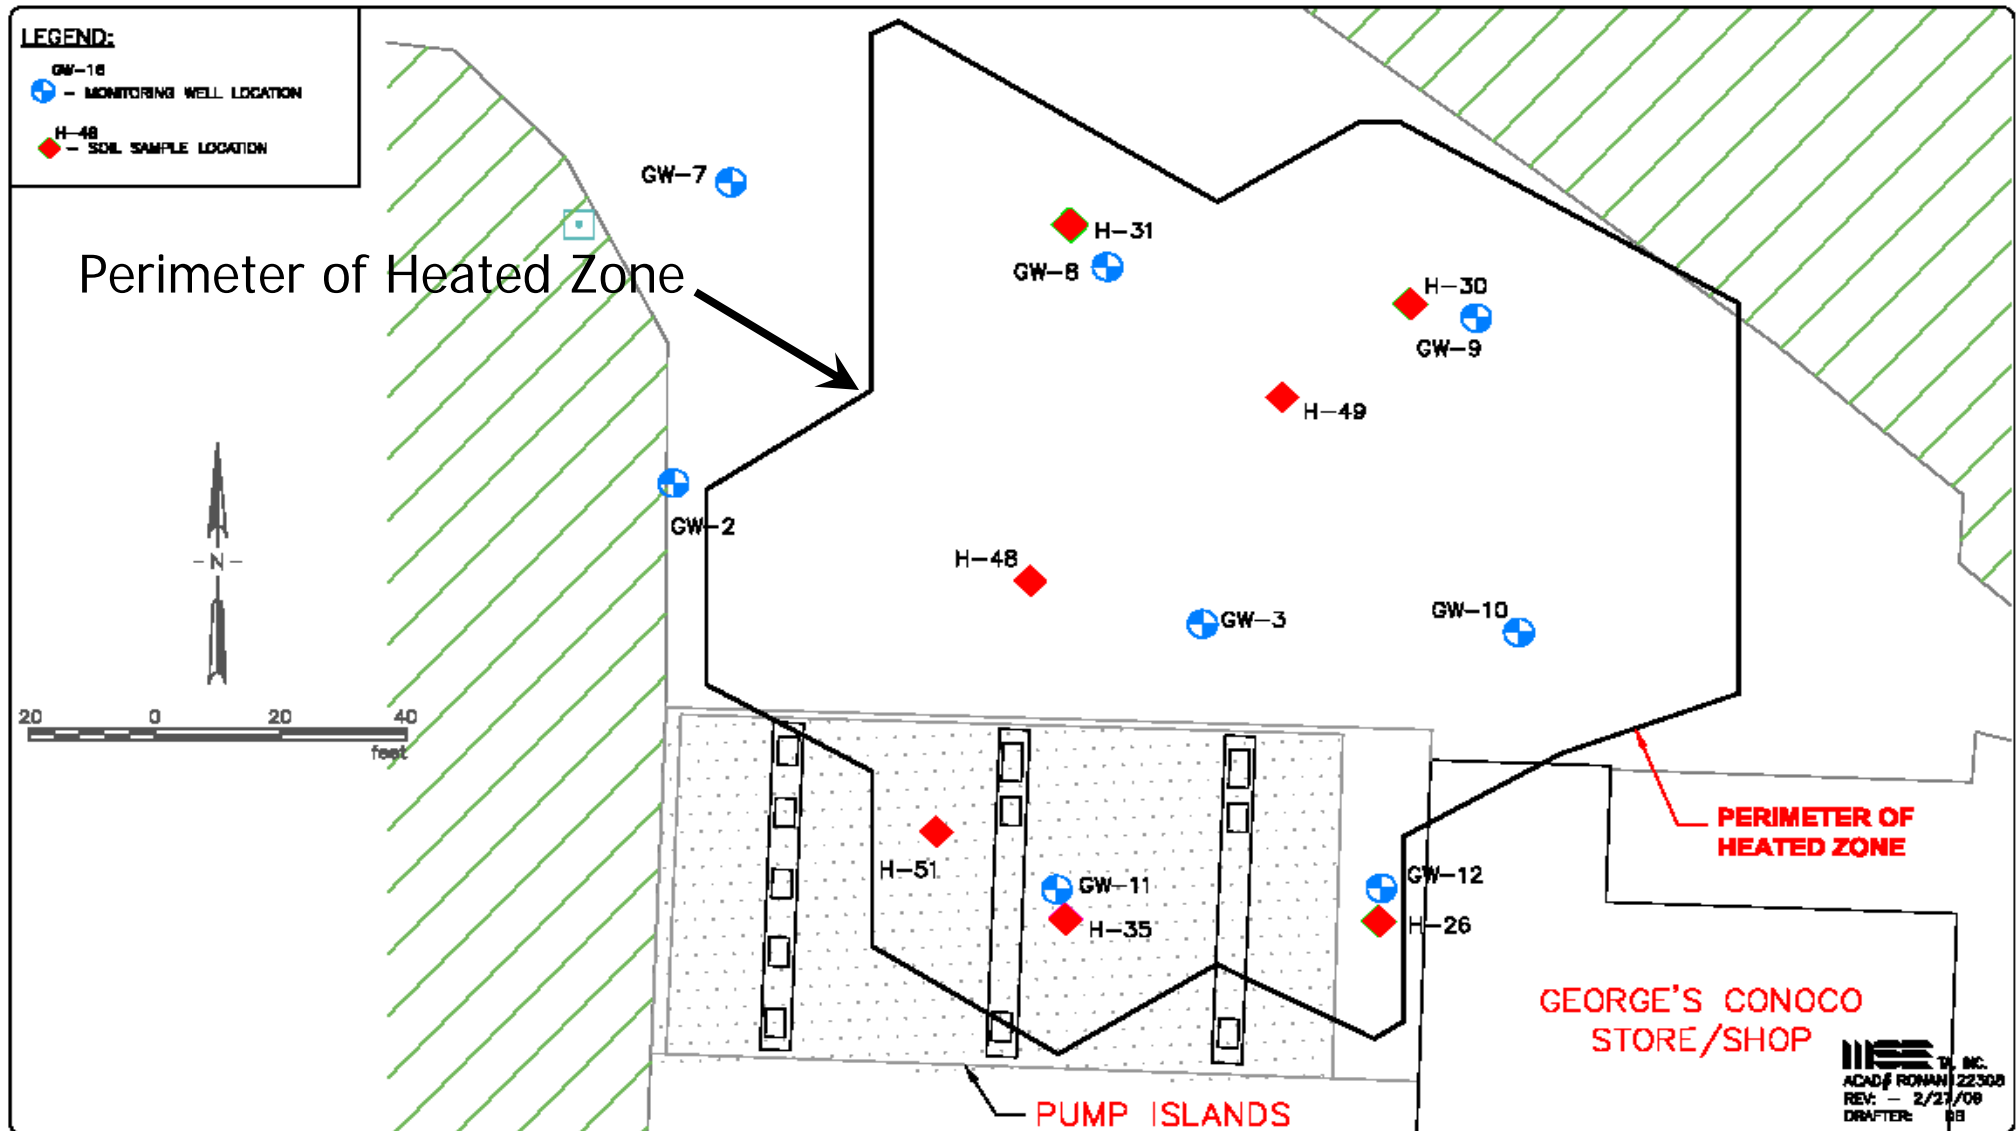 LEGEND:
GW-16
- MONITORING WELL LOCATION
H-48
- SOIL SAMPLE LOCATION
GW-7
H-31
GW-8
Perimeter of Heated Zone
H-30
GW-9
H-49
GW-2
-N-
H-48
GW-3
GW-10
20 0 20 40
feet
PERIMETER OF
HEATED ZONE
H-51
GW-11
GW-12
H-35
H-26
GEORGE'S CONOCO
STORE/SHOP
PUMP ISLANDS
MSE TA, INC.
ACAD# RONAN122308
REV: - 2/27/09
DRAFTER: